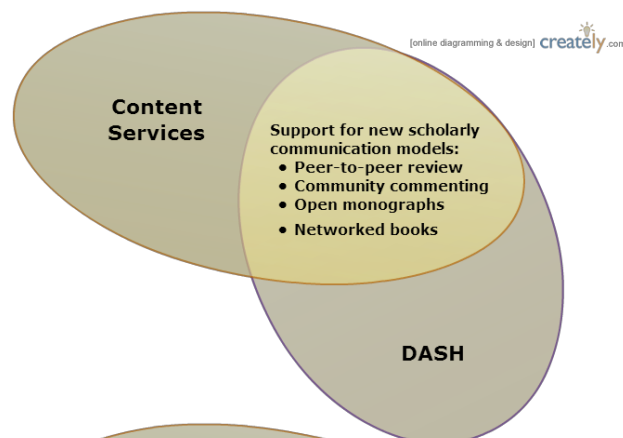 [online diagramming & design] creately.com
Content
Services
Support for new scholarly
communication models:
• Peer-to-peer review
• Community commenting
• Open monographs
• Networked books
DASH